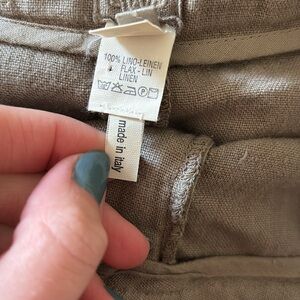 100% LINO-LEINEN
FLAX - LIN
LINEN
made in italy